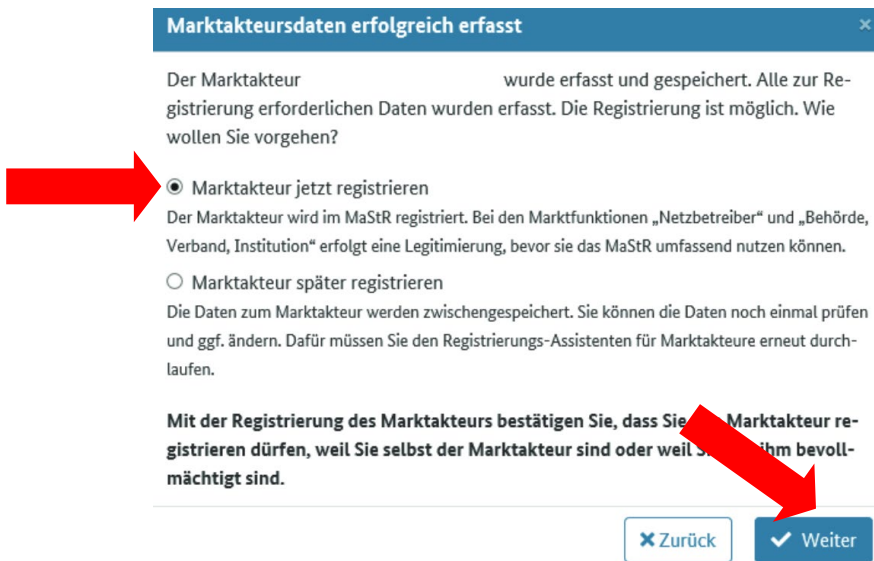 Marktakteursdaten erfolgreich erfasst
Der Marktakteur wurde erfasst und gespeichert. Alle zur Re-
gistrierung erforderlichen Daten wurden erfasst. Die Registrierung ist möglich. Wie
wollen Sie vorgehen?
Marktakteur jetzt registrieren
Der Marktakteur wird im MaStR registriert. Bei den Marktfunktionen „Netzbetreiber“ und „Behörde,
Verband, Institution“ erfolgt eine Legitimierung, bevor sie das MaStR umfassend nutzen können.
Marktakteur später registrieren
Die Daten zum Marktakteur werden zwischengespeichert. Sie können die Daten noch einmal prüfen
und ggf. ändern. Dafür müssen Sie den Registrierungs-Assistenten für Marktakteure erneut durch-
laufen.
Mit der Registrierung des Marktakteurs bestätigen Sie, dass Sie Marktakteur re-
gistrieren dürfen, weil Sie selbst der Marktakteur sind oder weil ihm bevoll-
mächtigt sind.
Zurück
Weiter